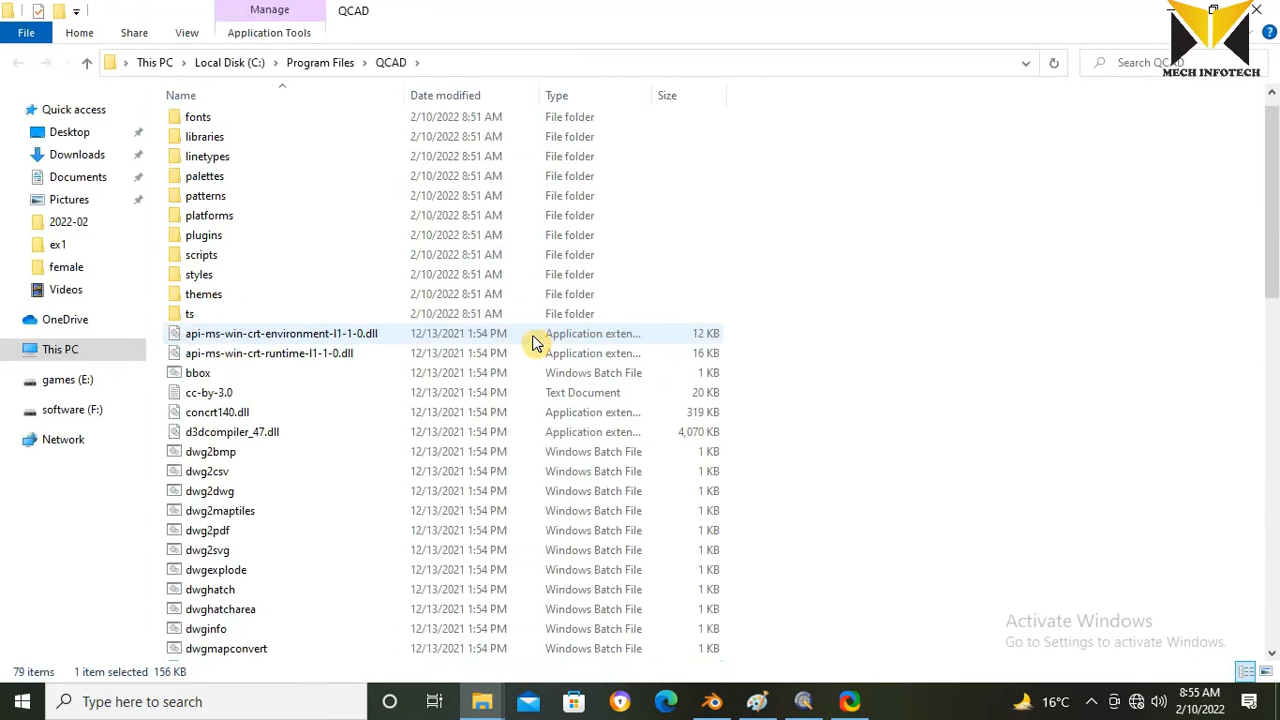 Manage
QCAD
File
Home
Share
View
Application Tools
This PC
Local Disk (C:)
Program Files
QCAD
MECH INFOTECH
Name
Date modified
Type
Size
Quick access
Desktop
Downloads
Documents
Pictures
2022-02
ex1
female
Videos
OneDrive
This PC
games (E:)
software (F:)
Network
fonts 2/10/2022 8:51 AM File folder
libraries 2/10/2022 8:51 AM File folder
linetypes 2/10/2022 8:51 AM File folder
palettes 2/10/2022 8:51 AM File folder
patterns 2/10/2022 8:51 AM File folder
platforms 2/10/2022 8:51 AM File folder
plugins 2/10/2022 8:51 AM File folder
scripts 2/10/2022 8:51 AM File folder
styles 2/10/2022 8:51 AM File folder
themes 2/10/2022 8:51 AM File folder
ts 2/10/2022 8:51 AM File folder
api-ms-win-crt-environment-l1-1-0.dll 12/13/2021 1:54 PM Application exten... 12 KB
api-ms-win-crt-runtime-l1-1-0.dll 12/13/2021 1:54 PM Application exten... 16 KB
bbox 12/13/2021 1:54 PM Windows Batch File 1 KB
cc-by-3.0 12/13/2021 1:54 PM Text Document 20 KB
concrt140.dll 12/13/2021 1:54 PM Application exten... 319 KB
d3dcompiler_47.dll 12/13/2021 1:54 PM Application exten... 4,070 KB
dwg2bmp 12/13/2021 1:54 PM Windows Batch File 1 KB
dwg2csv 12/13/2021 1:54 PM Windows Batch File 1 KB
dwg2dwg 12/13/2021 1:54 PM Windows Batch File 1 KB
dwg2maptiles 12/13/2021 1:54 PM Windows Batch File 1 KB
dwg2pdf 12/13/2021 1:54 PM Windows Batch File 1 KB
dwg2svg 12/13/2021 1:54 PM Windows Batch File 1 KB
dwgexplode 12/13/2021 1:54 PM Windows Batch File 1 KB
dwghatch 12/13/2021 1:54 PM Windows Batch File 1 KB
dwghatcharea 12/13/2021 1:54 PM Windows Batch File 1 KB
dwginfo 12/13/2021 1:54 PM Windows Batch File 1 KB
dwgmapconvert 12/13/2021 1:54 PM Windows Batch File 1 KB
Activate Windows
Go to Settings to activate Windows.
79 items
1 item selected 156 KB
Type here to search
16°C
8:55 AM
2/10/2022